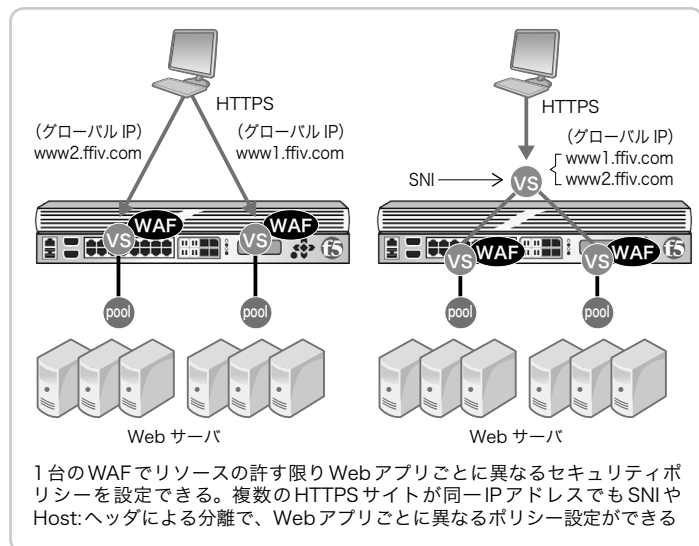 HTTPS
(グローバル IP)
www2.ffiv.com
(グローバル IP)
www1.ffiv.com
WAF
VS
WAF
VS
f5
pool
pool
Web サーバ
HTTPS
(グローバル IP)
www1.ffiv.com
www2.ffiv.com
SNI
VS
VS
WAF
VS
WAF
f5
pool
pool
Web サーバ
1台のWAFでリソースの許す限りWebアプリごとに異なるセキュリティポ
リシーを設定できる。複数のHTTPSサイトが同一IPアドレスでもSNIや
Host:ヘッダによる分離で、Webアプリごとに異なるポリシー設定ができる